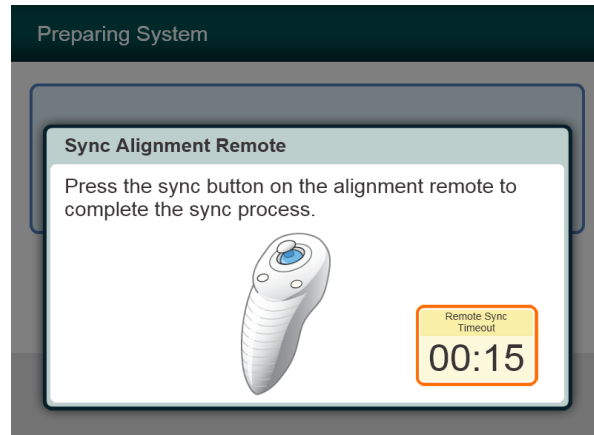 Preparing System
Sync Alignment Remote
Press the sync button on the alignment remote to
complete the sync process.
Remote Sync
Timeout
00:15